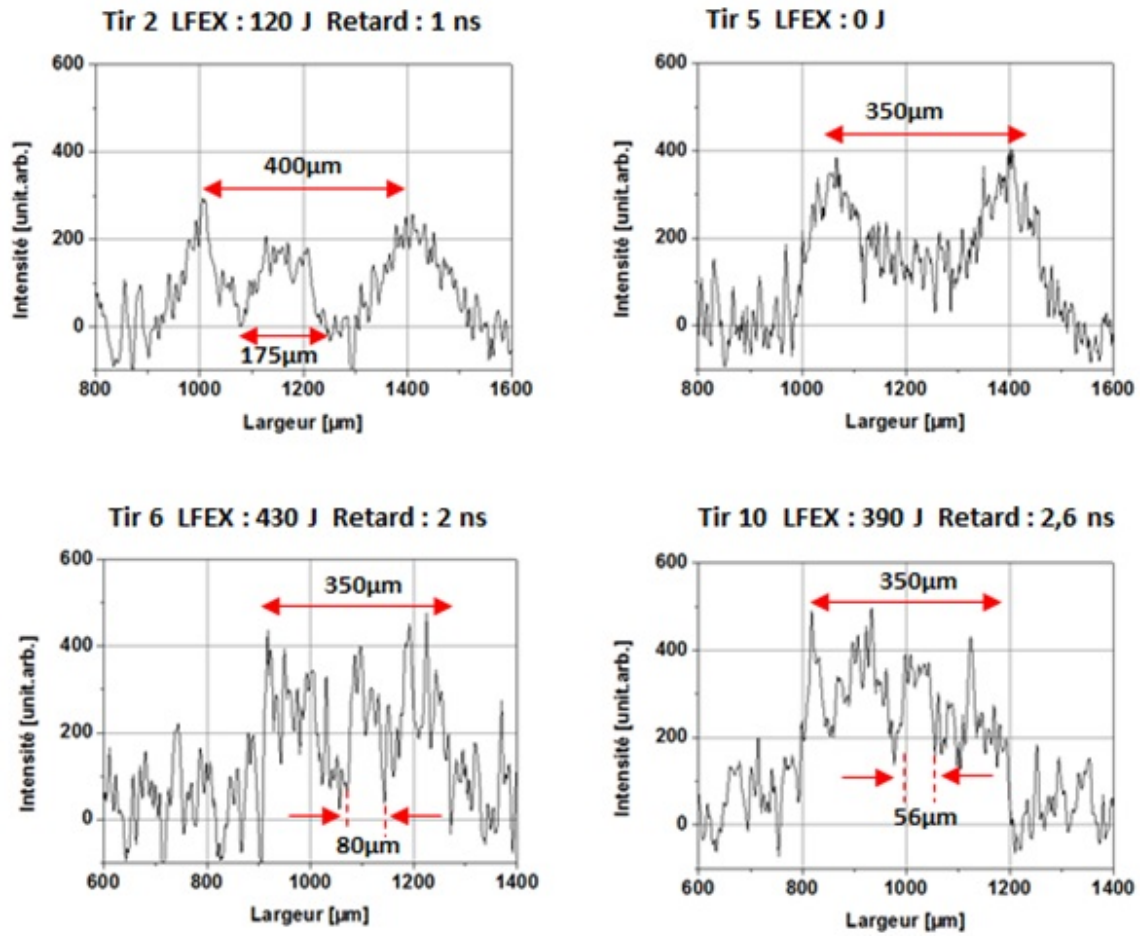 Tir 2 LFEX : 120 J Retard : 1 ns
600
400
200
0
Intensité [unit.arb.]
400µm
175µm
800 1000 1200 1400 1600
Largeur [µm]
Tir 5 LFEX : 0 J
600
400
200
0
Intensité [unit.arb.]
350µm
800 1000 1200 1400 1600
Largeur [µm]
Tir 6 LFEX : 430 J Retard : 2 ns
600
400
200
0
Intensité [unit.arb.]
350µm
80µm
600 800 1000 1200 1400
Largeur [µm]
Tir 10 LFEX : 390 J Retard : 2,6 ns
600
400
200
0
Intensité [unit.arb.]
350µm
56µm
600 800 1000 1200 1400
Largeur [µm]